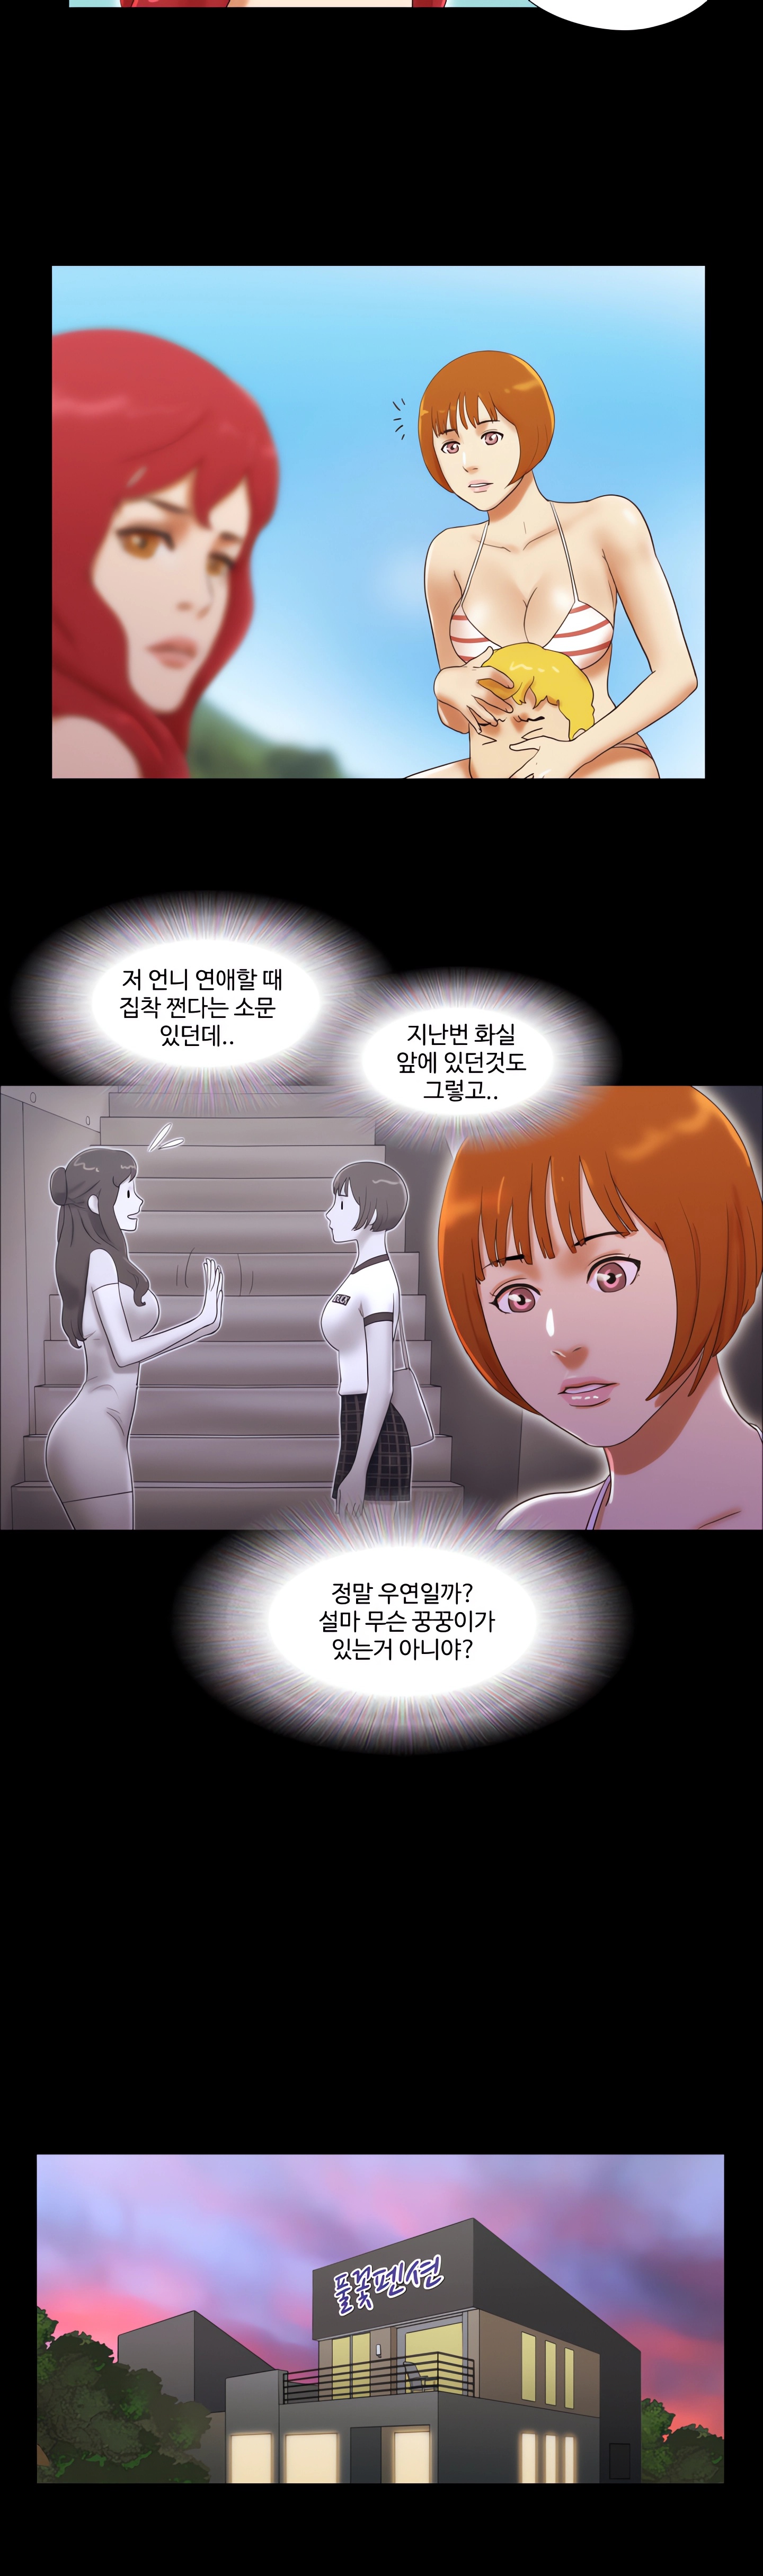 저 언니 연애할 때
집착 쩐다는 소문
있던데..
지난번 화실
앞에 있던것도
그렇고..
정말 우연일까?
설마 무슨 꿍꿍이가
있는거 아니야?
풀꽃펜션